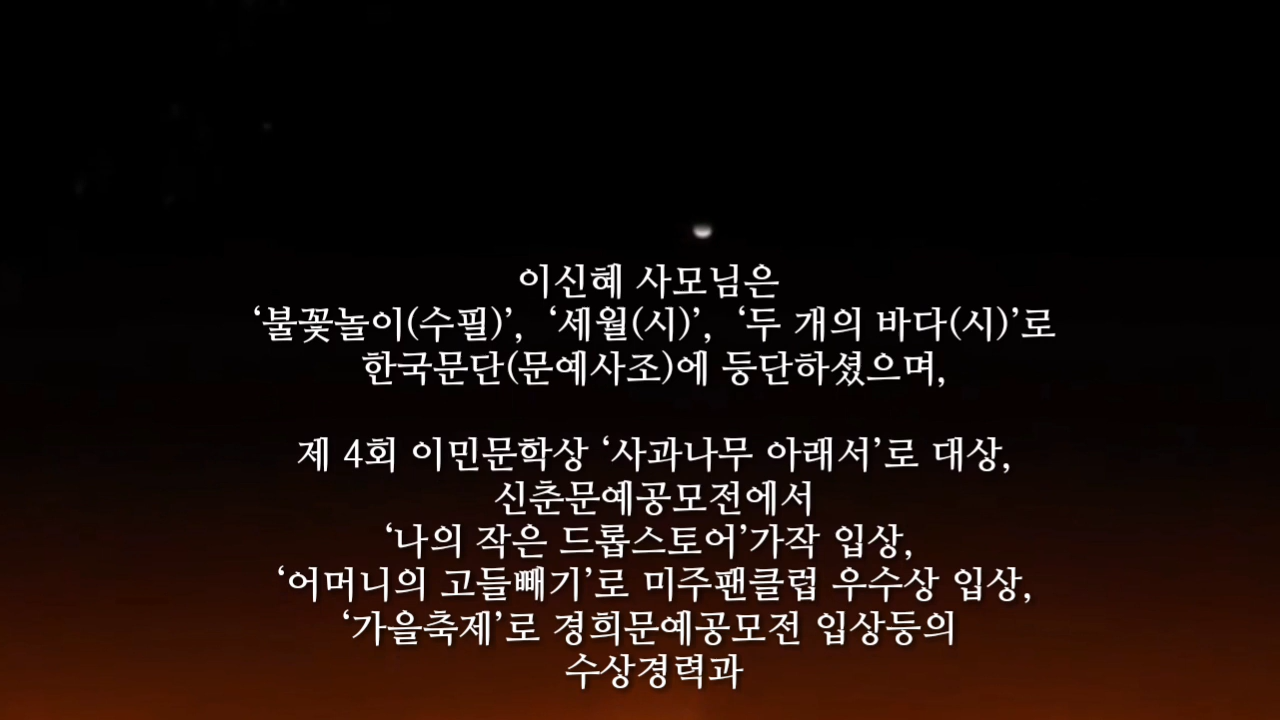 이신혜 사모님은
‘불꽃놀이(수필)’, ‘세월(시)’, ‘두 개의 바다(시)’로
한국문단(문예사조)에 등단하셨으며,
제 4회 이민문학상 ‘사과나무 아래서’로 대상,
신춘문예공모전에서
‘나의 작은 드롭스토어’가작 입상,
‘어머니의 고들빼기’로 미주팬클럽 우수상 입상,
‘가을축제’로 경희문예공모전 입상등의
수상경력과